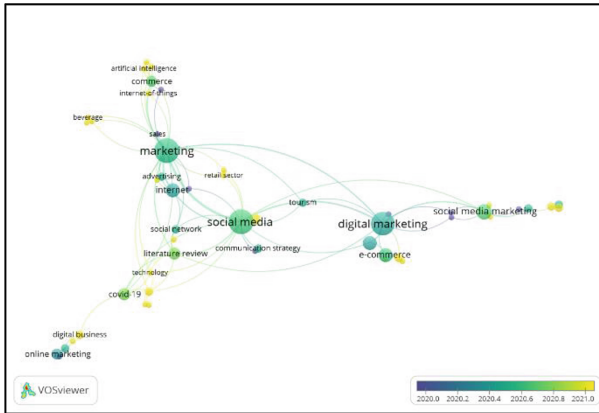 artificial intelligence
commerce
internet-of-things
beverage
sales
marketing
advertising
retail sector
internet
tourism
social media marketing
social media
digital marketing
social network
communication strategy
literature review
e-commerce
technology
covid-19
digital business
online marketing
VOSviewer
2020.0 2020.2 2020.4 2020.6 2020.8 2021.0